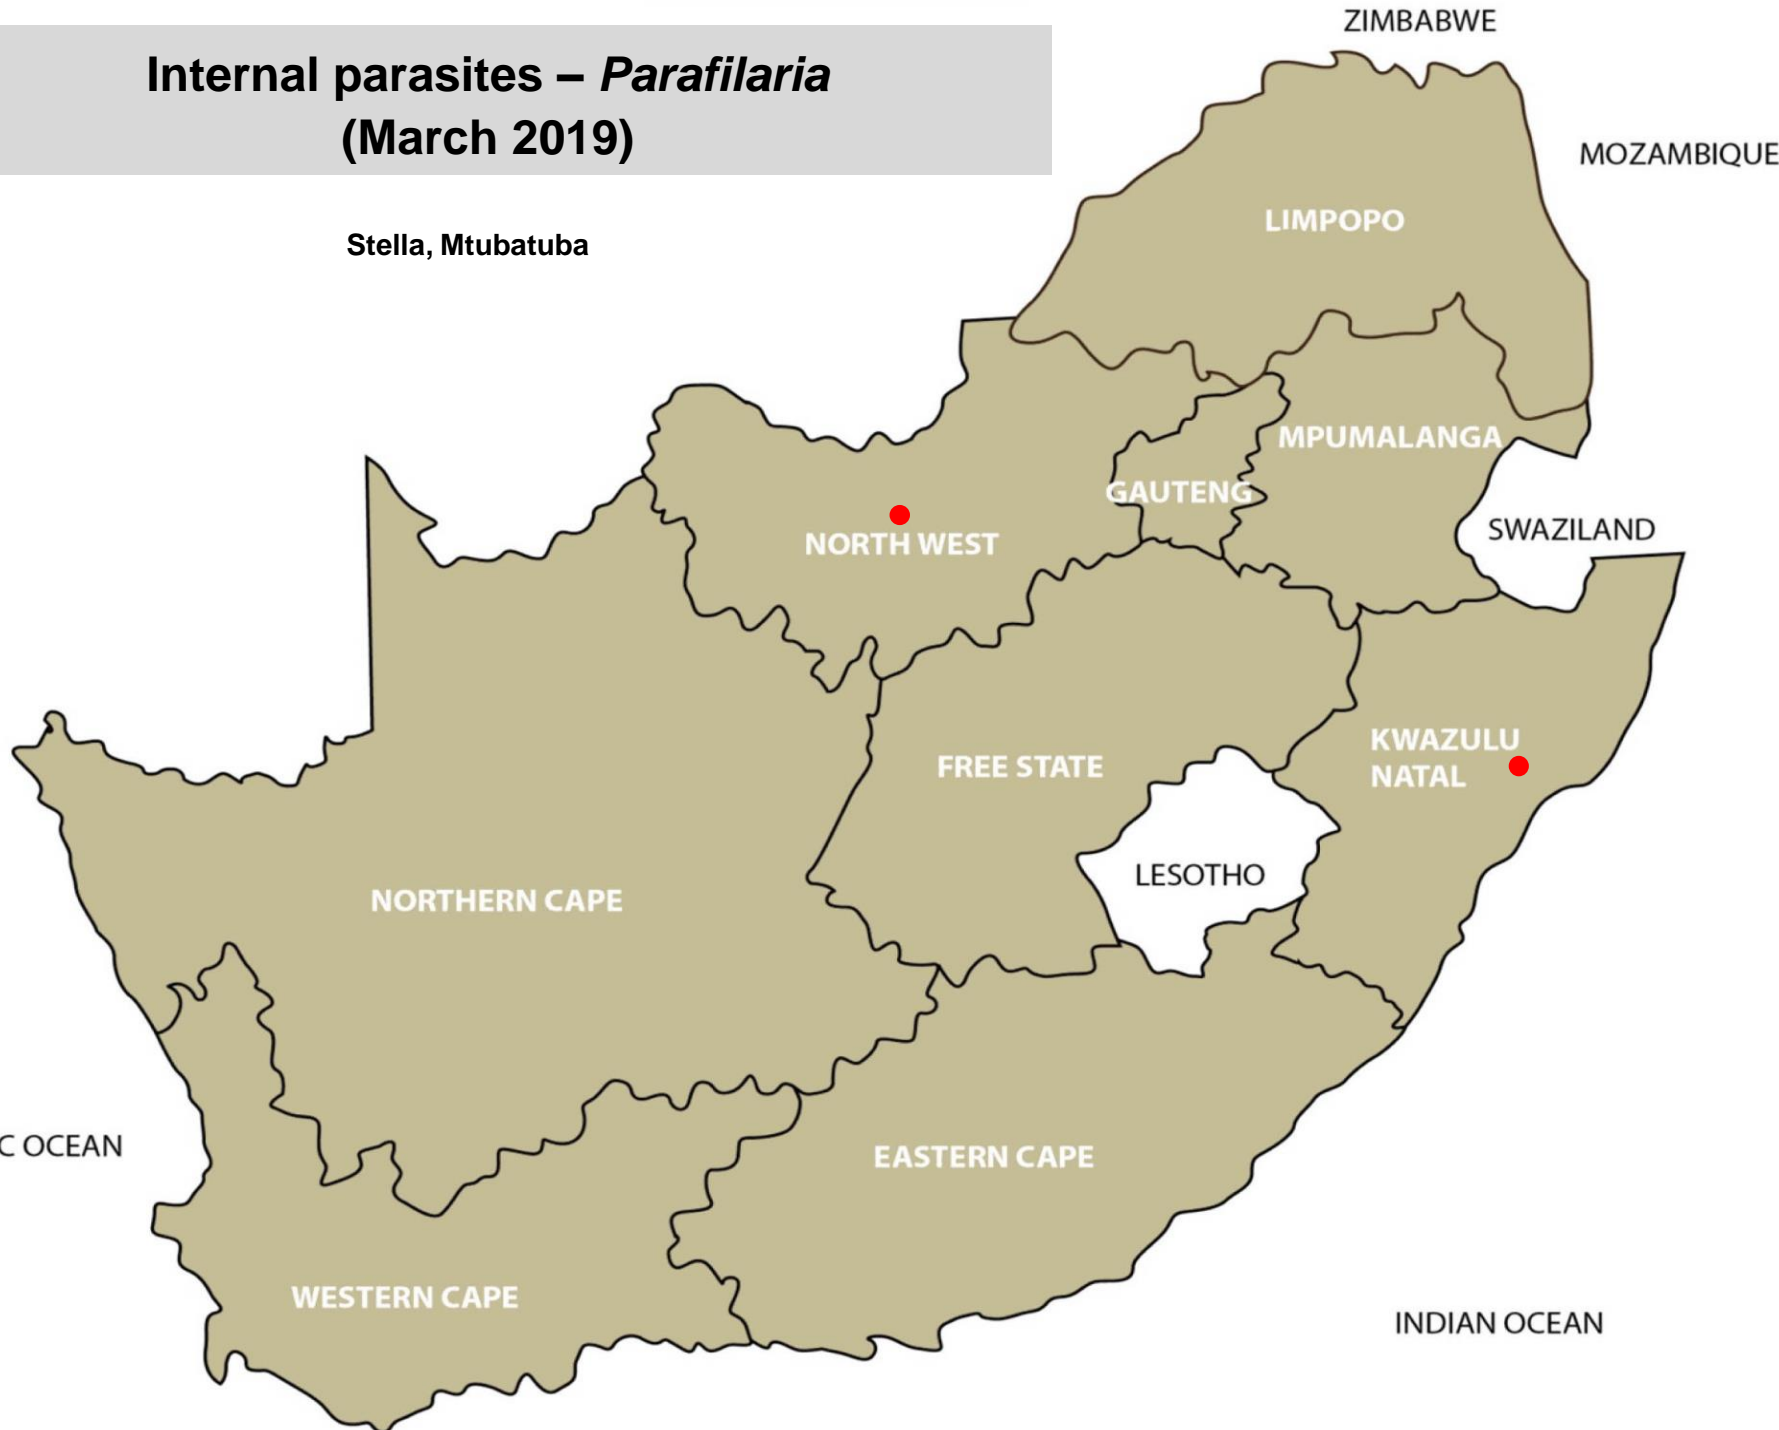 ZIMBABWE
Internal parasites – Parafilaria
(March 2019)
MOZAMBIQUE
LIMPOPO
Stella, Mtubatuba
MPUMALANGA
GAUTENG
SWAZILAND
NORTH WEST
KWAZULU
NATAL
FREE STATE
LESOTHO
NORTHERN CAPE
C OCEAN
EASTERN CAPE
WESTERN CAPE
INDIAN OCEAN